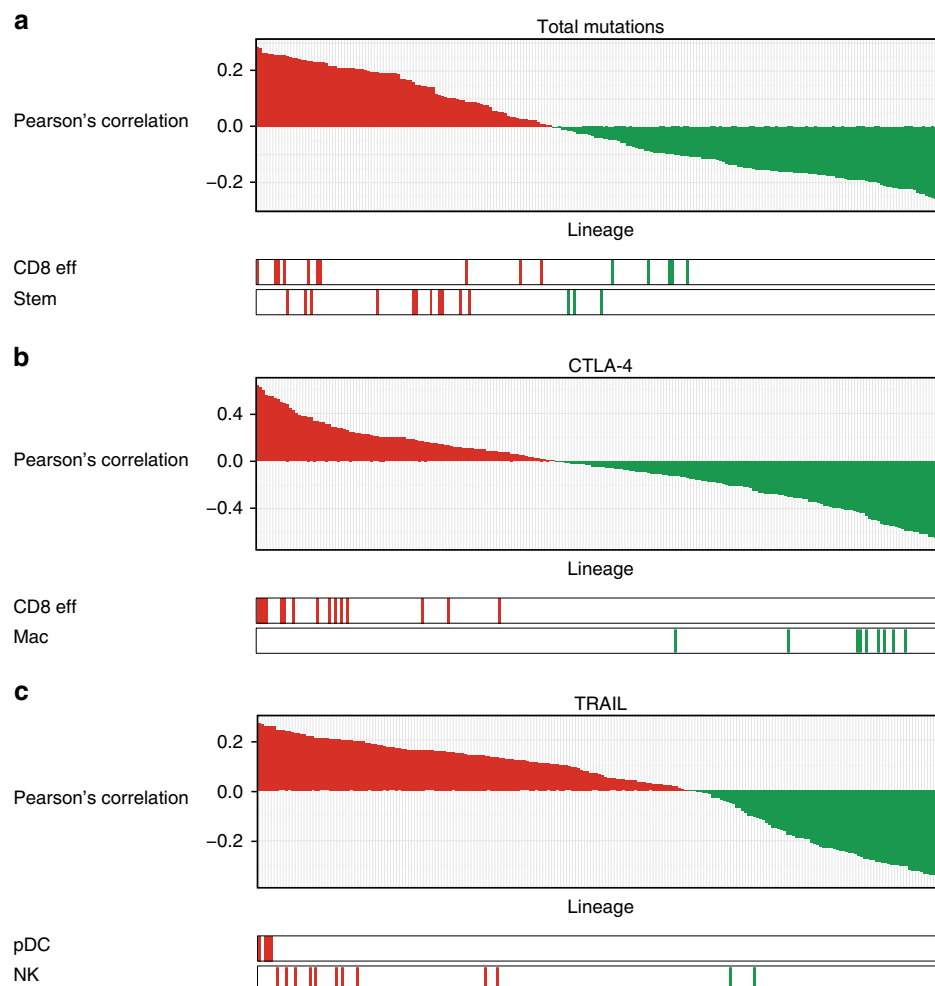 a
Total mutations
0.2
Pearson's correlation
0.0
−0.2
Lineage
CD8 eff
Stem
b
CTLA-4
0.4
Pearson's correlation
0.0
−0.4
Lineage
CD8 eff
Mac
c
TRAIL
0.2
Pearson's correlation
0.0
−0.2
Lineage
pDC
NK